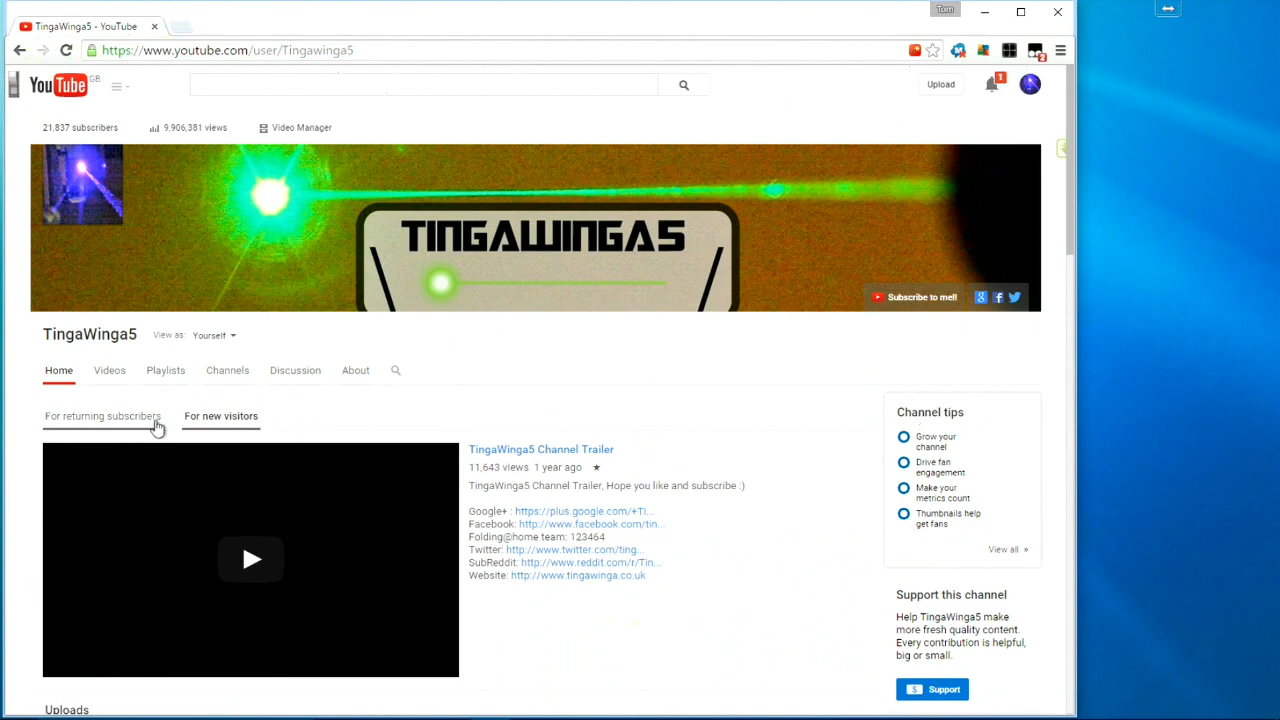 Tom
TingaWinga5 - YouTube
https://www.youtube.com/user/Tingawinga5
2
YouTube GB
Upload
1
21,837 subscribers
9,906,381 views
Video Manager
TINGAWINGA5
Subscribe to me!!
TingaWinga5
View as: Yourself
Home
Videos
Playlists
Channels
Discussion
About
For returning subscribers
For new visitors
TingaWinga5 Channel Trailer
11,643 views 1 year ago ★
TingaWinga5 Channel Trailer, Hope you like and subscribe :)
Google+ : https://plus.google.com/+Ti...
Facebook: http://www.facebook.com/tin...
Folding@home team: 123464
Twitter: http://www.twitter.com/ting...
SubReddit: http://www.reddit.com/r/Tin...
Website: http://www.tingawinga.co.uk
Channel tips
Grow your
channel
Drive fan
engagement
Make your
metrics count
Thumbnails help
get fans
View all »
Support this channel
Help TingaWinga5 make
more fresh quality content.
Every contribution is helpful,
big or small.
$ Support
Uploads